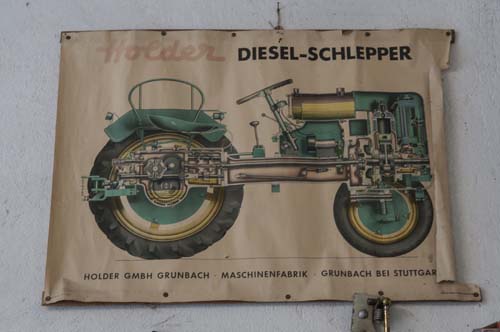 Holder DIESEL-SCHLEPPER
HOLDER GMBH GRUNBACH · MASCHINENFABRIK · GRUNBACH BEI STUTTGAR